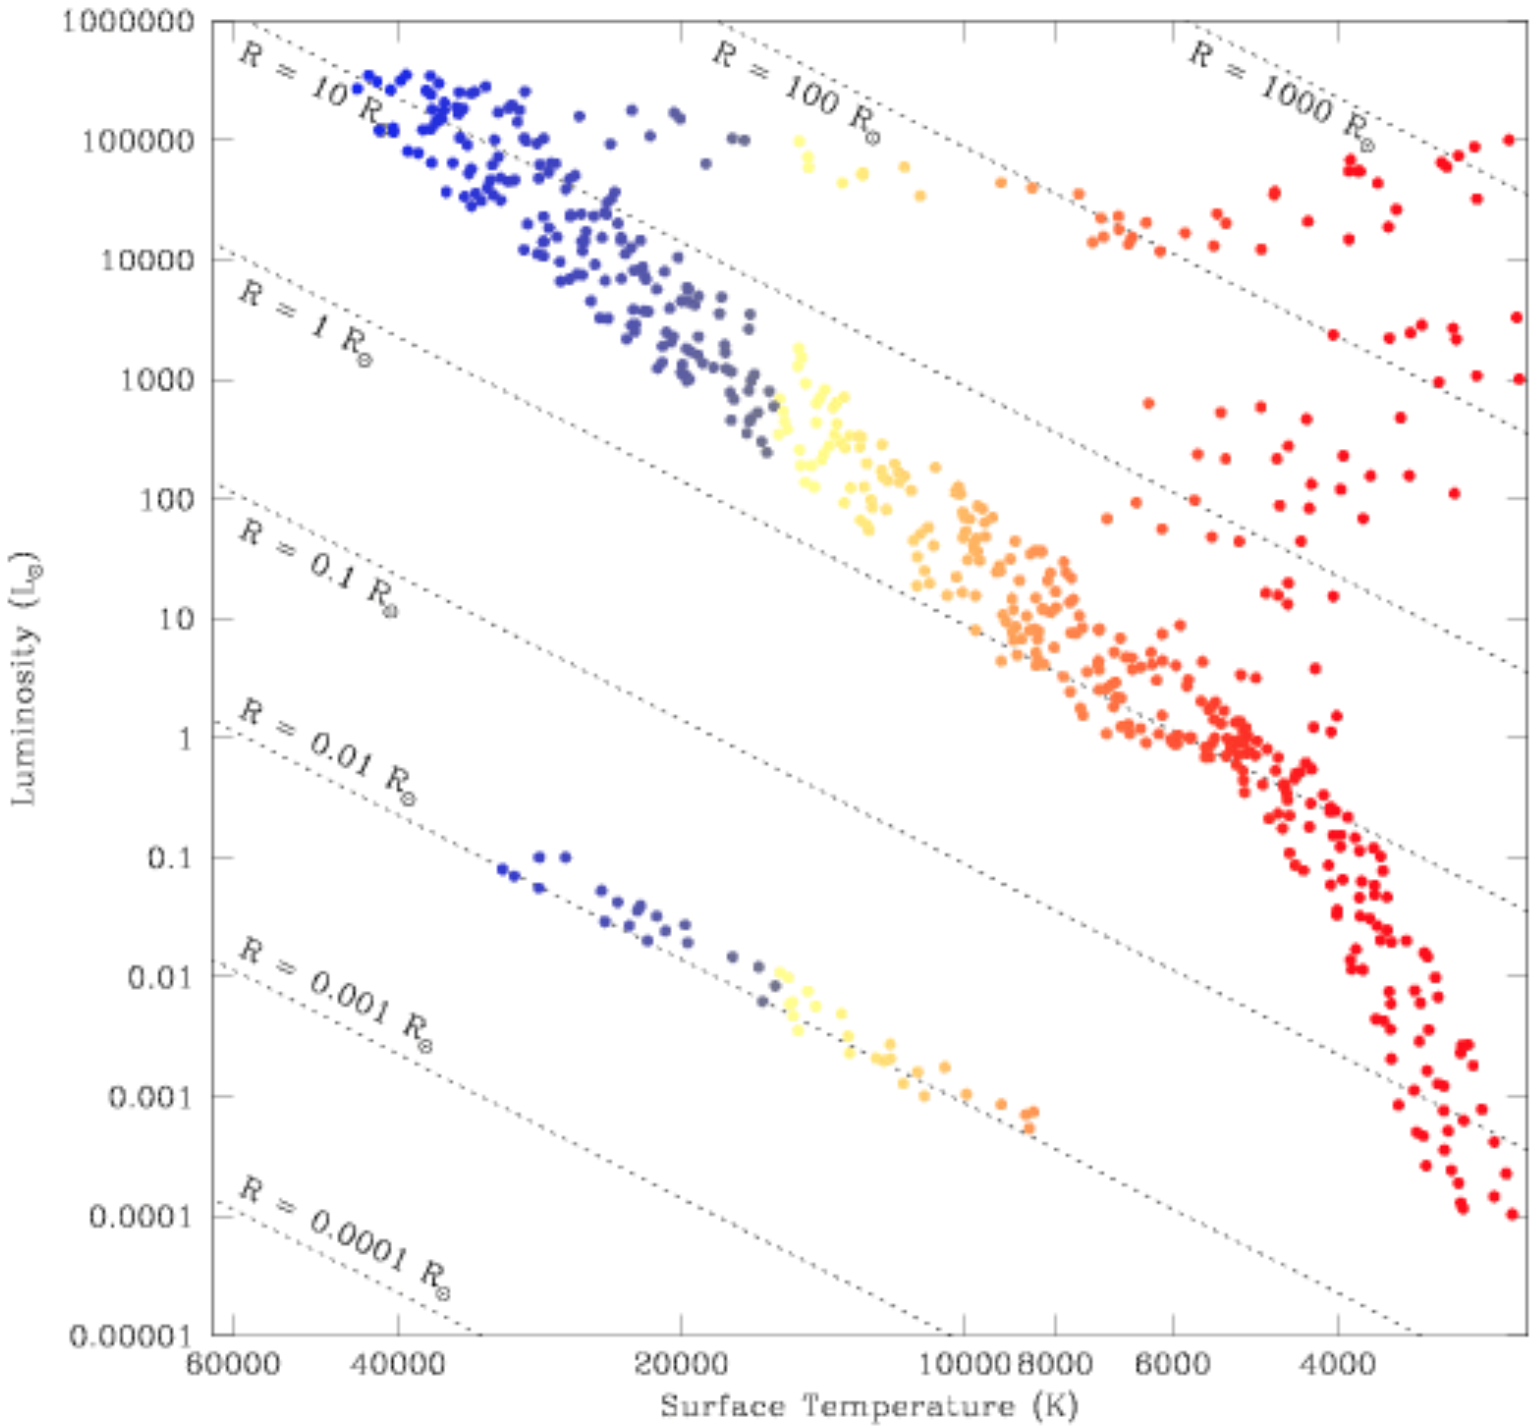 1000000
100000
10000
1000
100
10
1
0.1
0.01
0.001
0.0001
0.00001
Luminosity (L⊙)
R = 10 R⊙
R = 100 R⊙
R = 1000 R⊙
R = 1 R⊙
R = 0.1 R⊙
R = 0.01 R⊙
R = 0.001 R⊙
R = 0.0001 R⊙
60000 40000 20000 10000 8000 6000 4000
Surface Temperature (K)